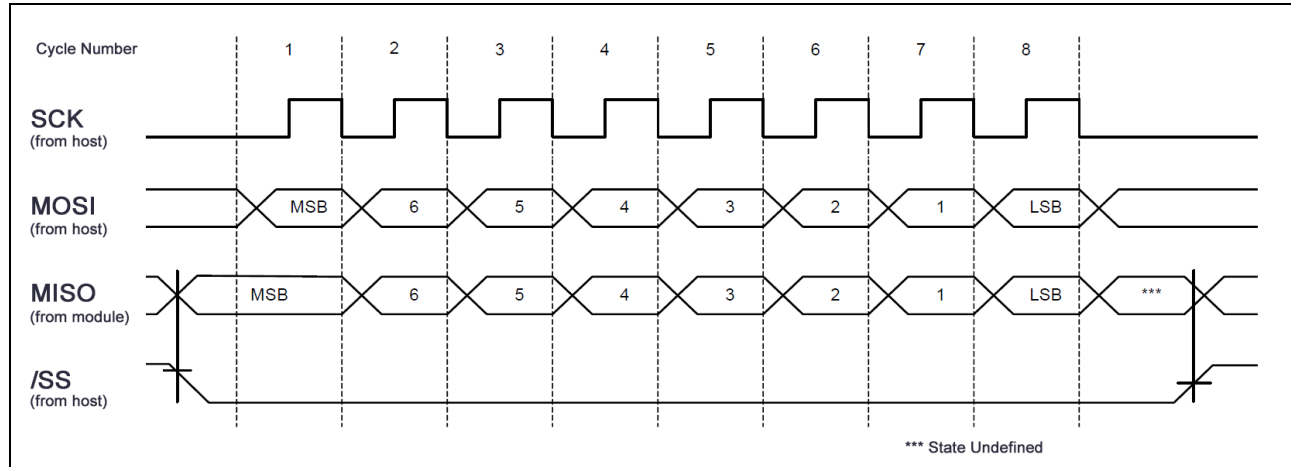 Cycle Number 1 2 3 4 5 6 7 8
SCK
(from host)
MOSI MSB 6 5 4 3 2 1 LSB
(from host)
MISO MSB 6 5 4 3 2 1 LSB ***
(from module)
/SS
(from host)
*** State Undefined